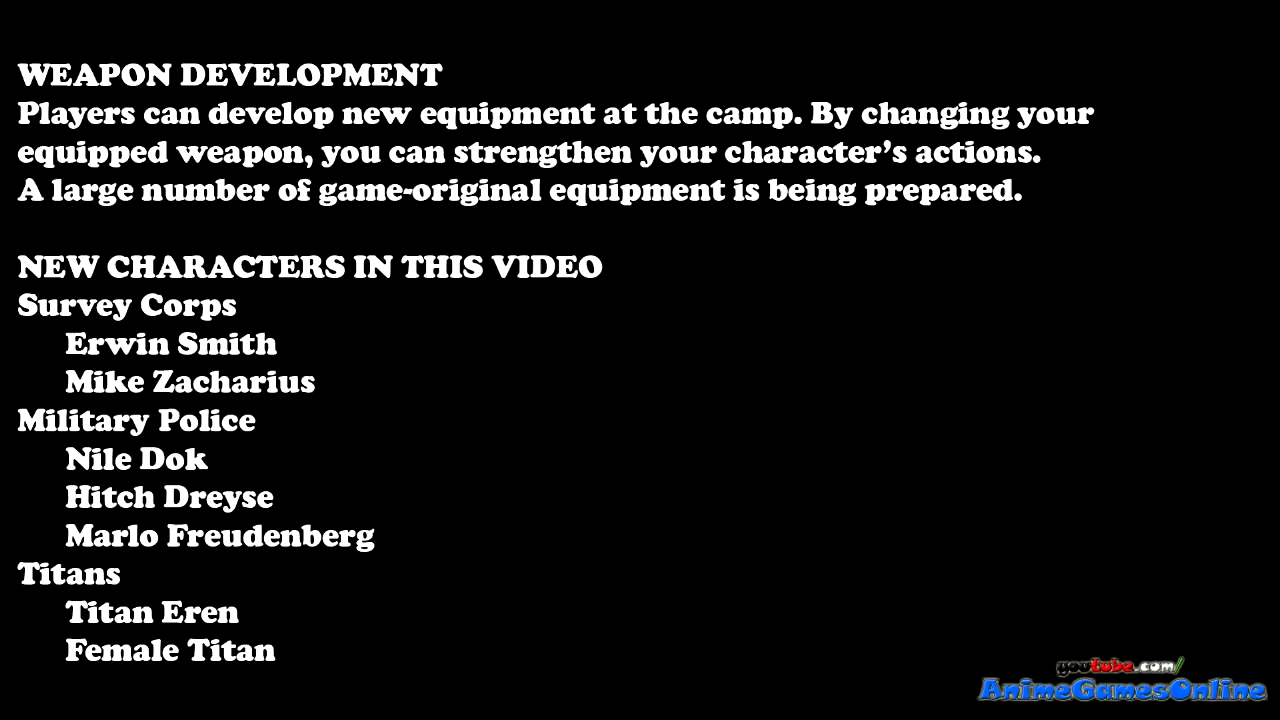 WEAPON DEVELOPMENT
Players can develop new equipment at the camp. By changing your
equipped weapon, you can strengthen your character’s actions.
A large number of game-original equipment is being prepared.
NEW CHARACTERS IN THIS VIDEO
Survey Corps
Erwin Smith
Mike Zacharius
Military Police
Nile Dok
Hitch Dreyse
Marlo Freudenberg
Titans
Titan Eren
Female Titan
youtube.com/
AnimeGamesOnline